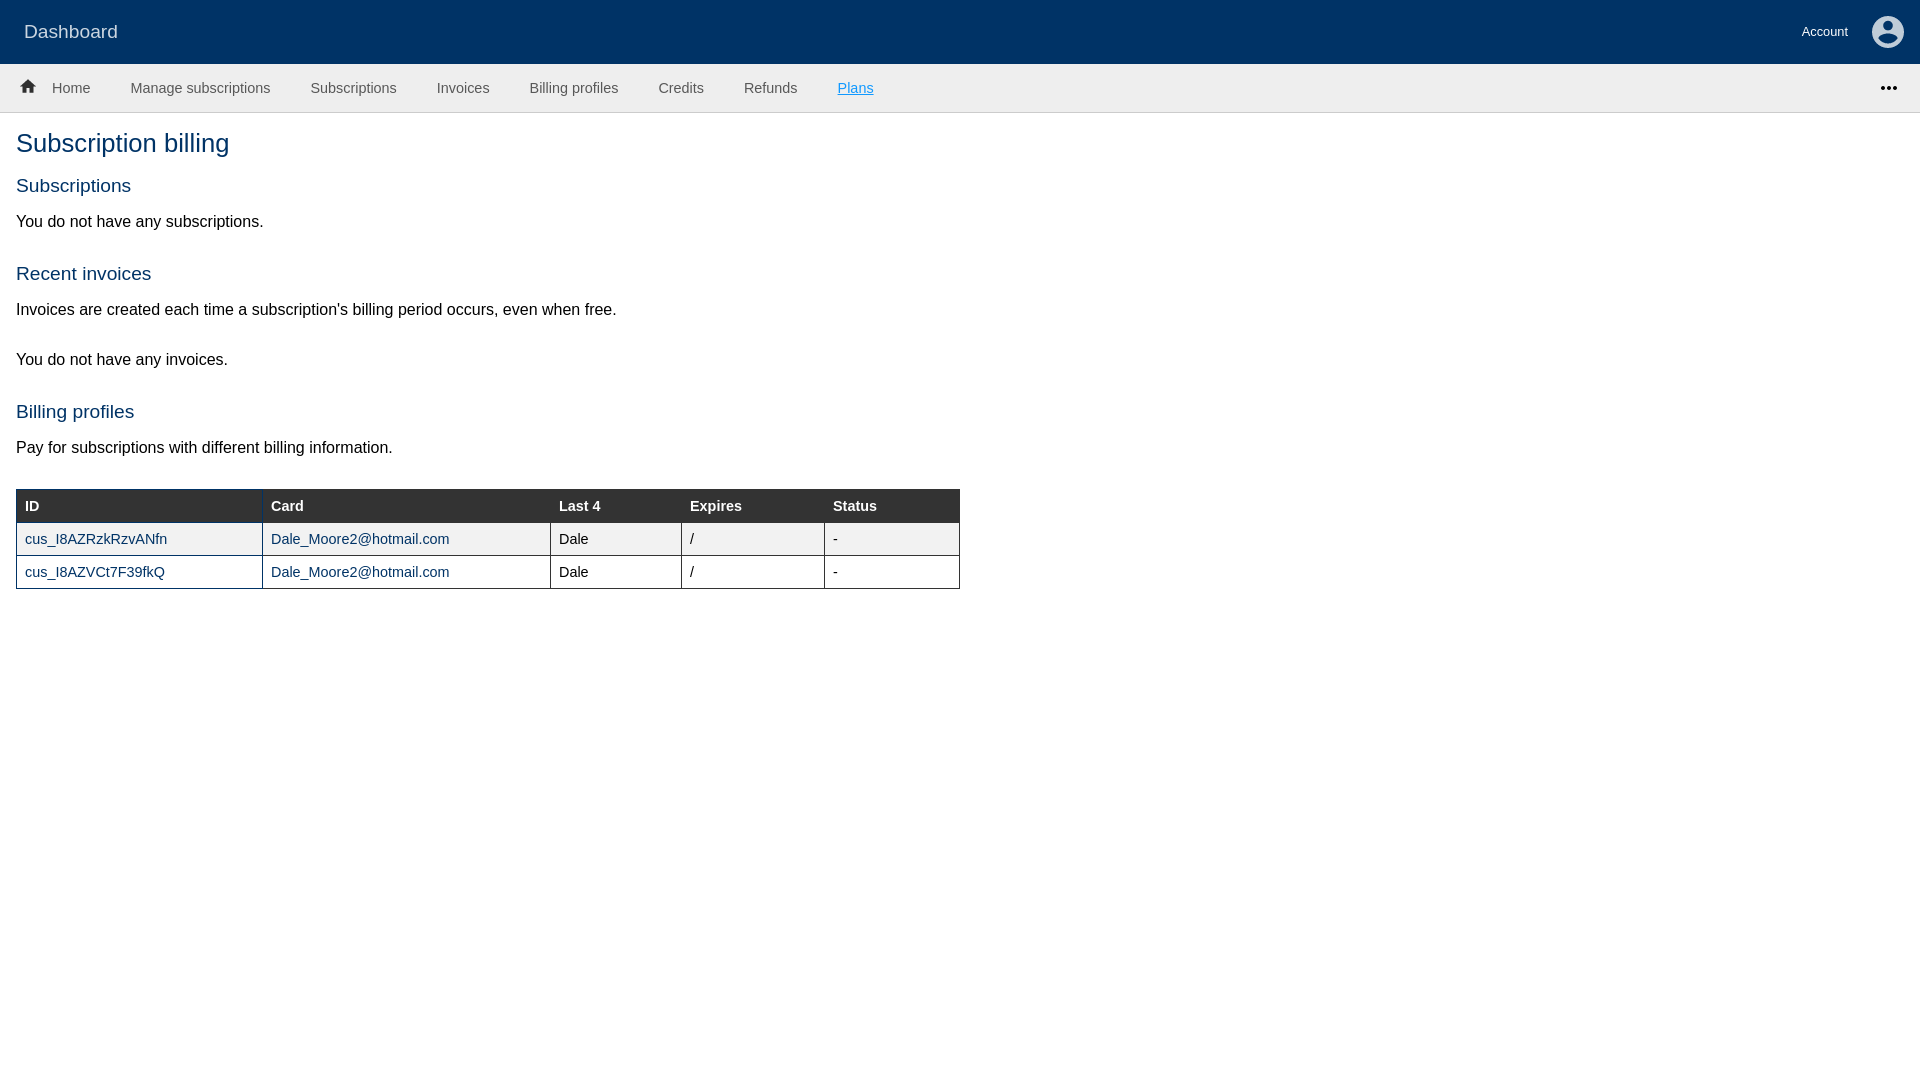 Dashboard
Account
Home Manage subscriptions Subscriptions Invoices Billing profiles Credits Refunds Plans
Subscription billing
Subscriptions
You do not have any subscriptions.
Recent invoices
Invoices are created each time a subscription's billing period occurs, even when free.
You do not have any invoices.
Billing profiles
Pay for subscriptions with different billing information.
ID Card Last 4 Expires Status
cus_I8AZRzkRzvANfn Dale_Moore2@hotmail.com Dale / -
cus_I8AZVCt7F39fkQ Dale_Moore2@hotmail.com Dale / -